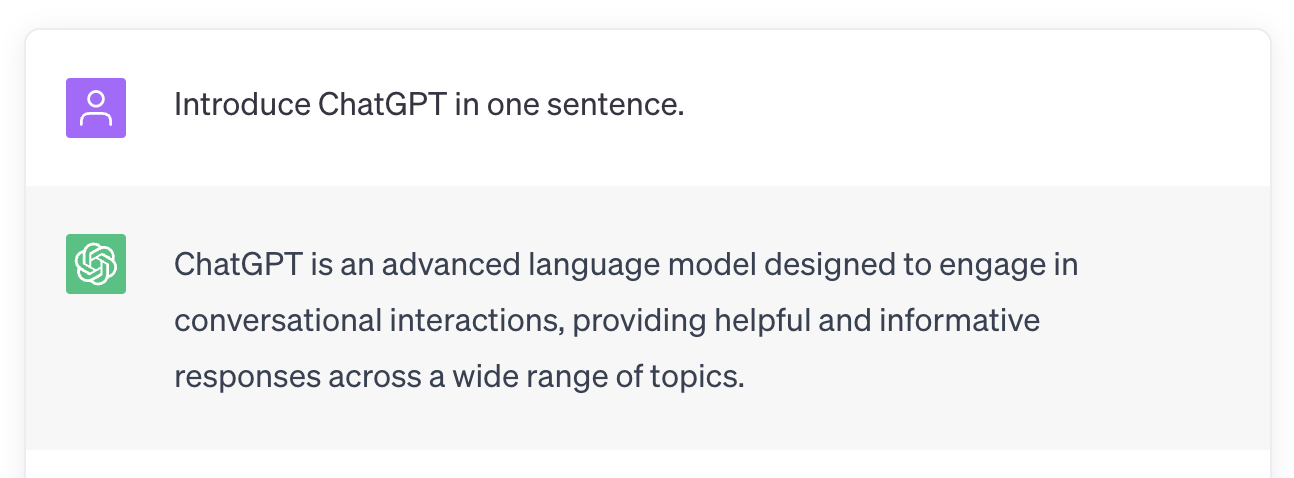 Introduce ChatGPT in one sentence.
ChatGPT is an advanced language model designed to engage in
conversational interactions, providing helpful and informative
responses across a wide range of topics.